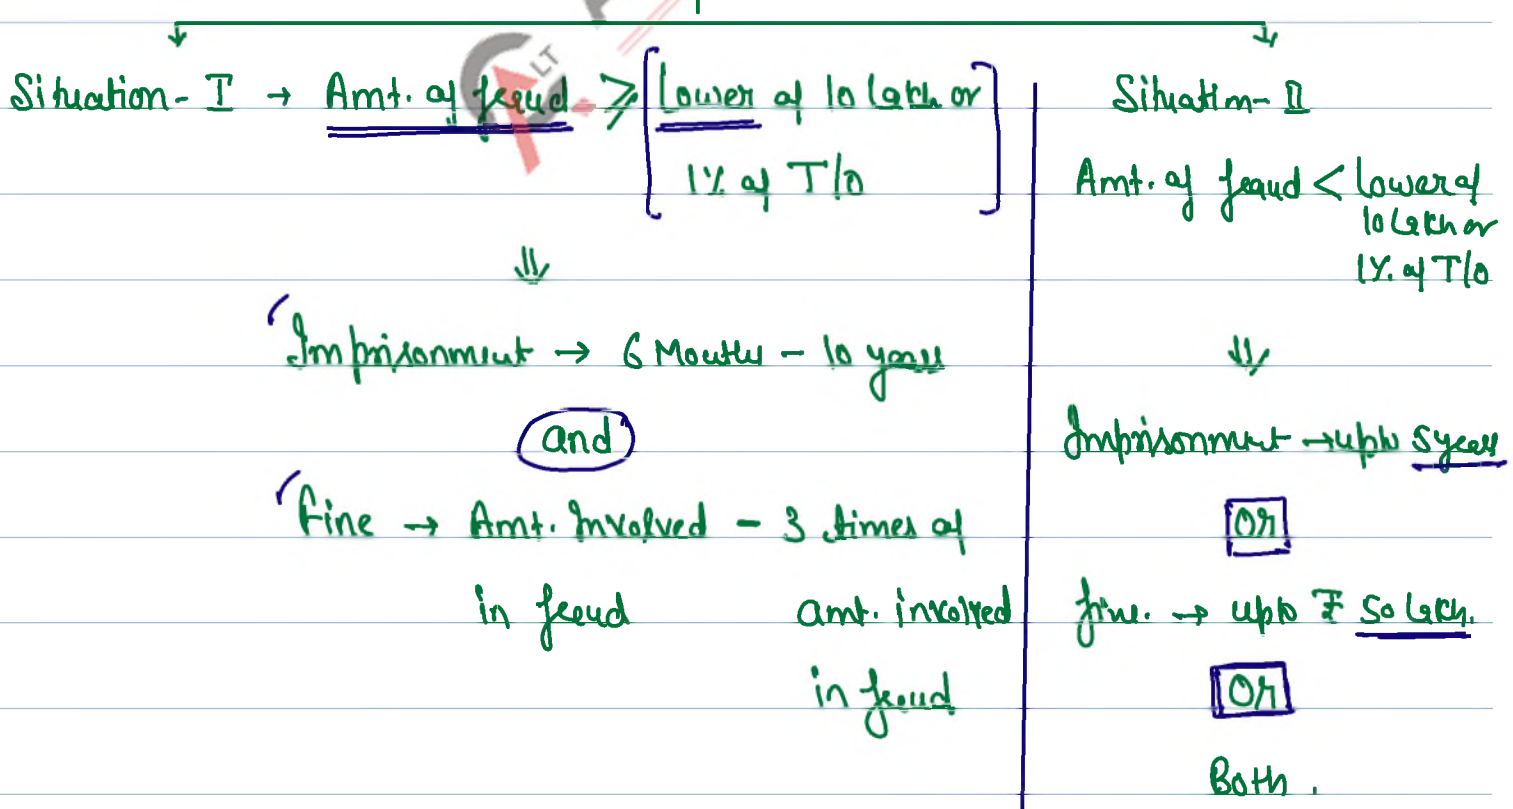 Situation - I → Amt. of fraud ≥ [Lower of 10 lakh or
1% of T/o]
Imprisonment → 6 Months - 10 years
and
Fine → Amt. Involved - 3 times of
in fraud amt. involved
in fraud
Situation - II
Amt. of fraud < lower of
10 lakh or
1% of T/o
Imprisonment → upto 5 years
or
fine. → upto ₹ 50 lakh.
or
Both.
LT